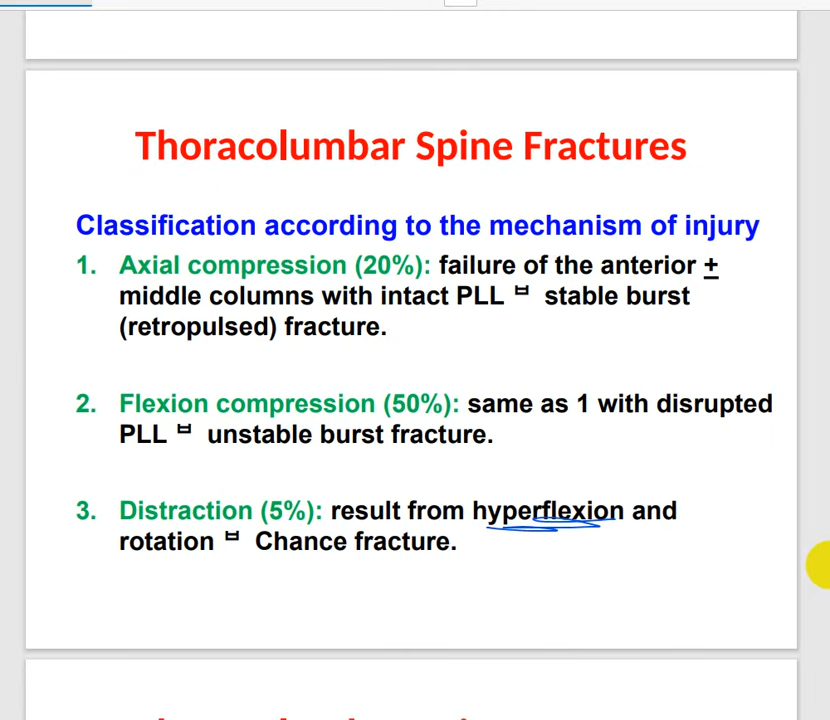 Thoracolumbar Spine Fractures
Classification according to the mechanism of injury
1. Axial compression (20%): failure of the anterior ±
middle columns with intact PLL ㅂ stable burst
(retropulsed) fracture.
2. Flexion compression (50%): same as 1 with disrupted
PLL ㅂ unstable burst fracture.
3. Distraction (5%): result from hyperflexion and
rotation ㅂ Chance fracture.